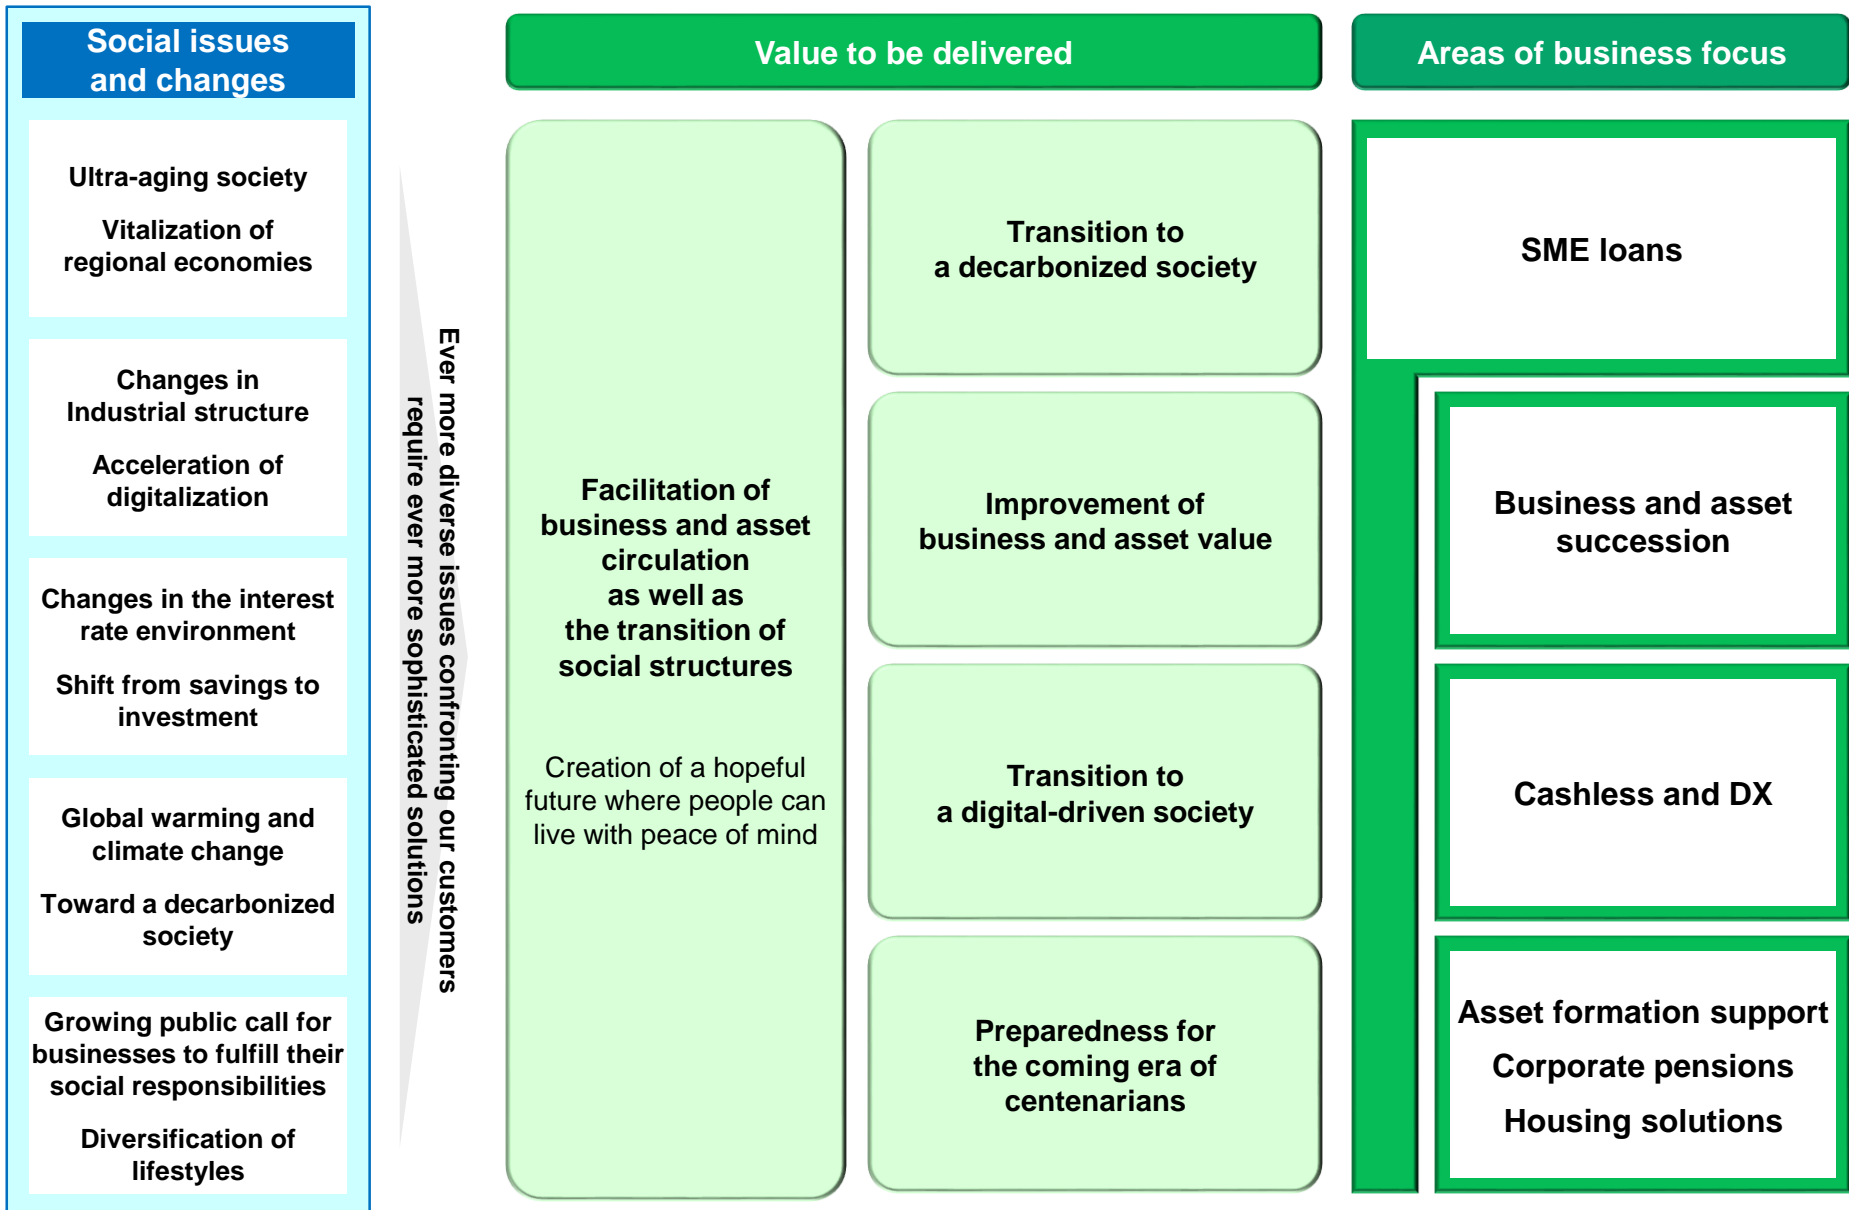 Social issues
and changes
Ultra-aging society
Vitalization of
regional economies
Changes in
Industrial structure
Acceleration of
digitalization
Changes in the interest
rate environment
Shift from savings to
investment
Global warming and
climate change
Toward a decarbonized
society
Growing public call for
businesses to fulfill their
social responsibilities
Diversification of
lifestyles
Ever more diverse issues confronting our customers
require ever more sophisticated solutions
Value to be delivered
Facilitation of
business and asset
circulation
as well as
the transition of
social structures
Creation of a hopeful
future where people can
live with peace of mind
Transition to
a decarbonized society
Improvement of
business and asset value
Transition to
a digital-driven society
Preparedness for
the coming era of
centenarians
Areas of business focus
SME loans
Business and asset
succession
Cashless and DX
Asset formation support
Corporate pensions
Housing solutions